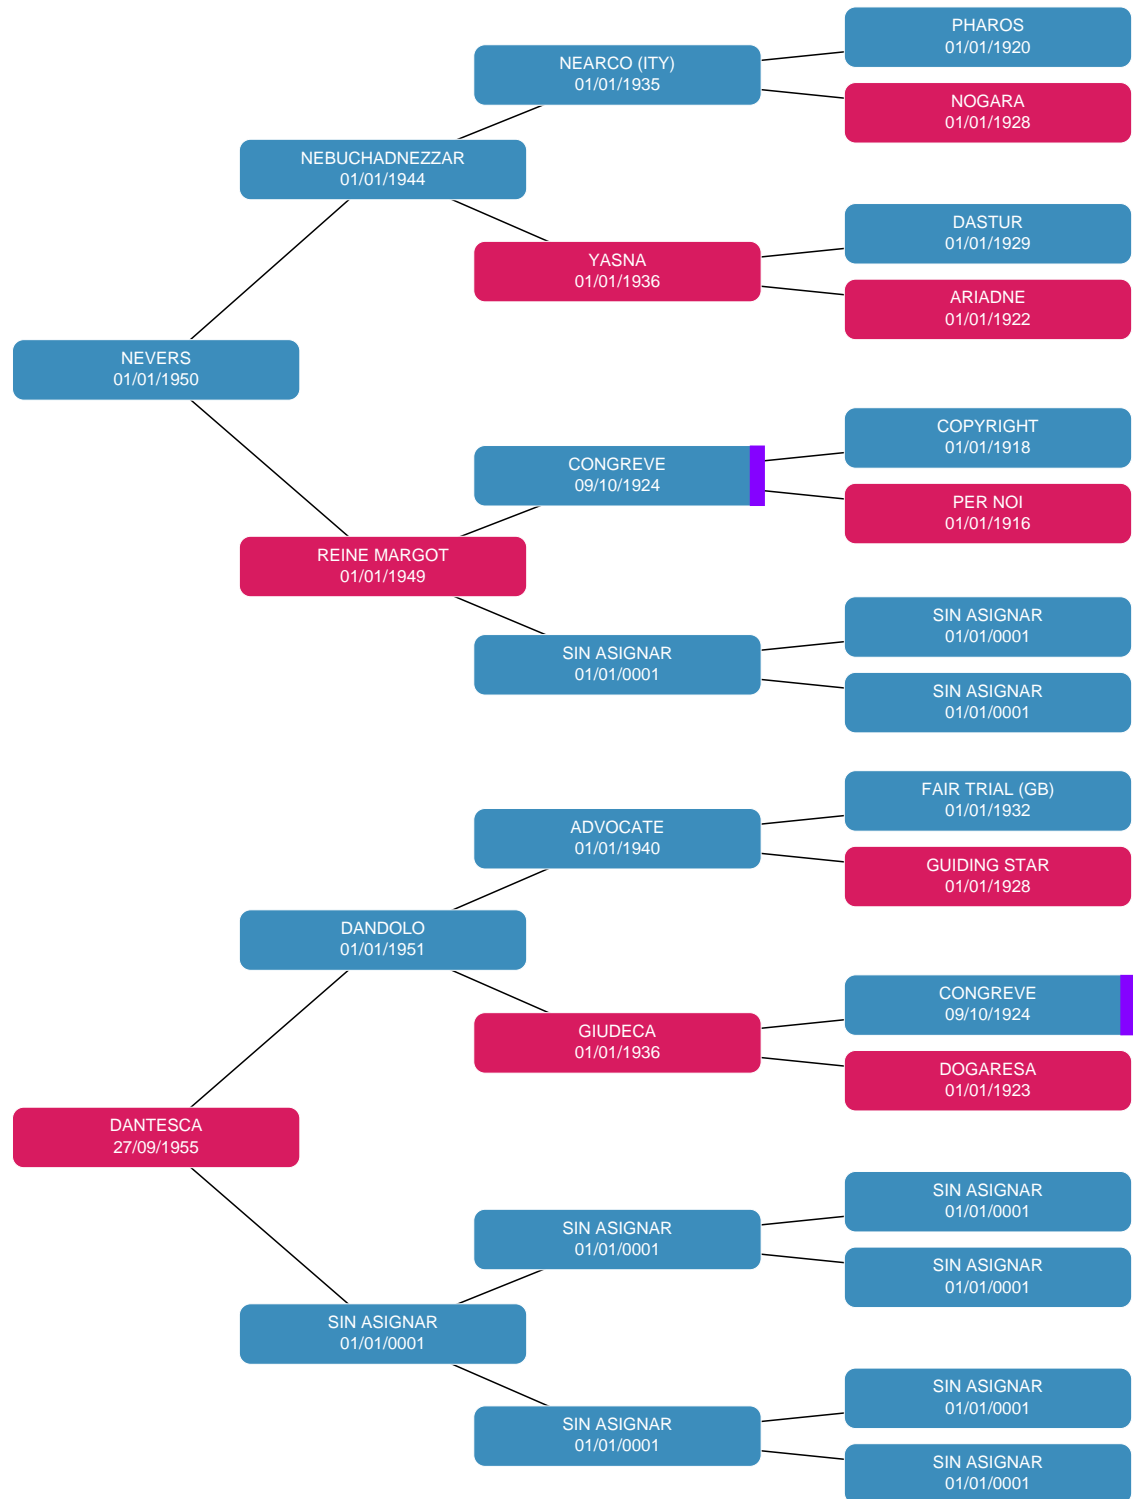 PHAROS
01/01/1920
NEARCO (ITY)
01/01/1935
NOGARA
01/01/1928
NEBUCHADNEZZAR
01/01/1944
DASTUR
01/01/1929
YASNA
01/01/1936
ARIADNE
01/01/1922
NEVERS
01/01/1950
COPYRIGHT
01/01/1918
CONGREVE
09/10/1924
PER NOI
01/01/1916
REINE MARGOT
01/01/1949
SIN ASIGNAR
01/01/0001
SIN ASIGNAR
01/01/0001
SIN ASIGNAR
01/01/0001
FAIR TRIAL (GB)
01/01/1932
ADVOCATE
01/01/1940
GUIDING STAR
01/01/1928
DANDOLO
01/01/1951
CONGREVE
09/10/1924
GIUDECA
01/01/1936
DOGARESA
01/01/1923
DANTESCA
27/09/1955
SIN ASIGNAR
01/01/0001
SIN ASIGNAR
01/01/0001
SIN ASIGNAR
01/01/0001
SIN ASIGNAR
01/01/0001
SIN ASIGNAR
01/01/0001
SIN ASIGNAR
01/01/0001
SIN ASIGNAR
01/01/0001